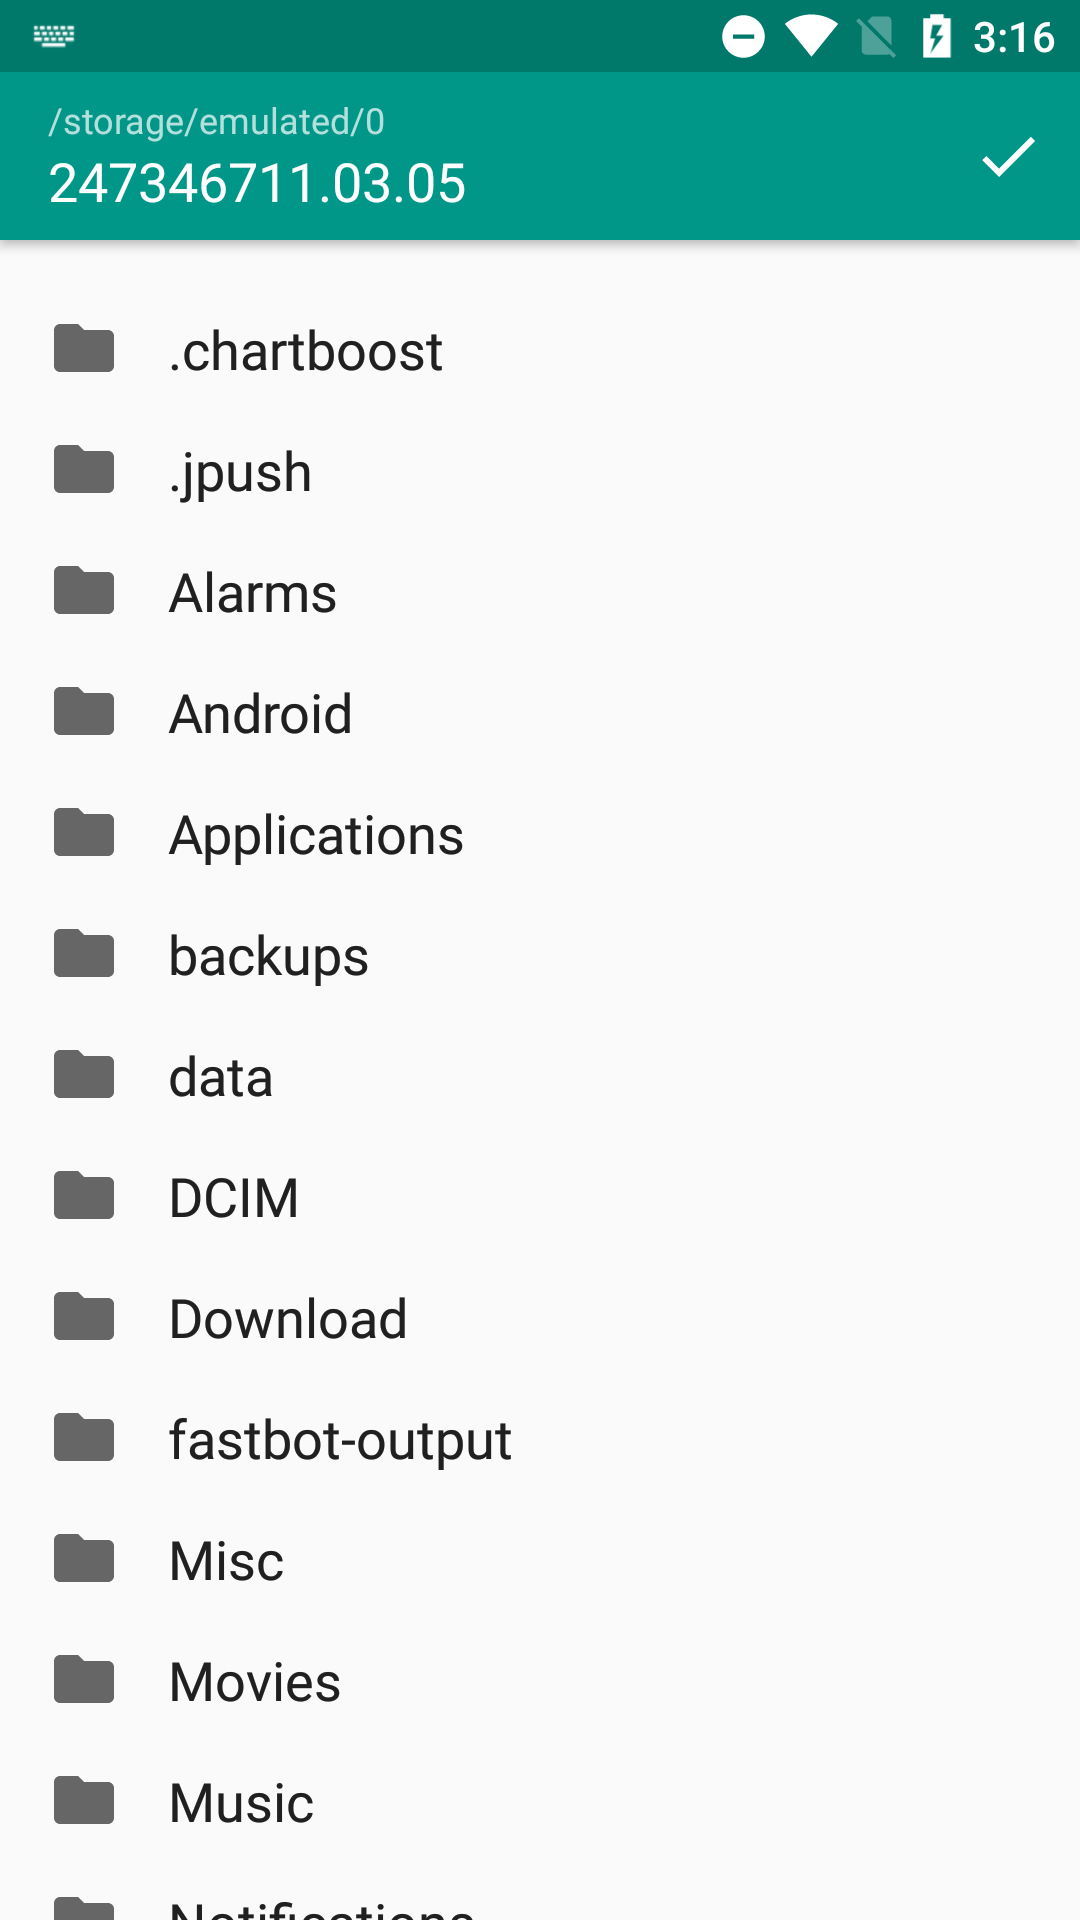 3:16
/storage/emulated/0
247346711.03.05
.chartboost
.jpush
Alarms
Android
Applications
backups
data
DCIM
Download
fastbot-output
Misc
Movies
Music
Notifications